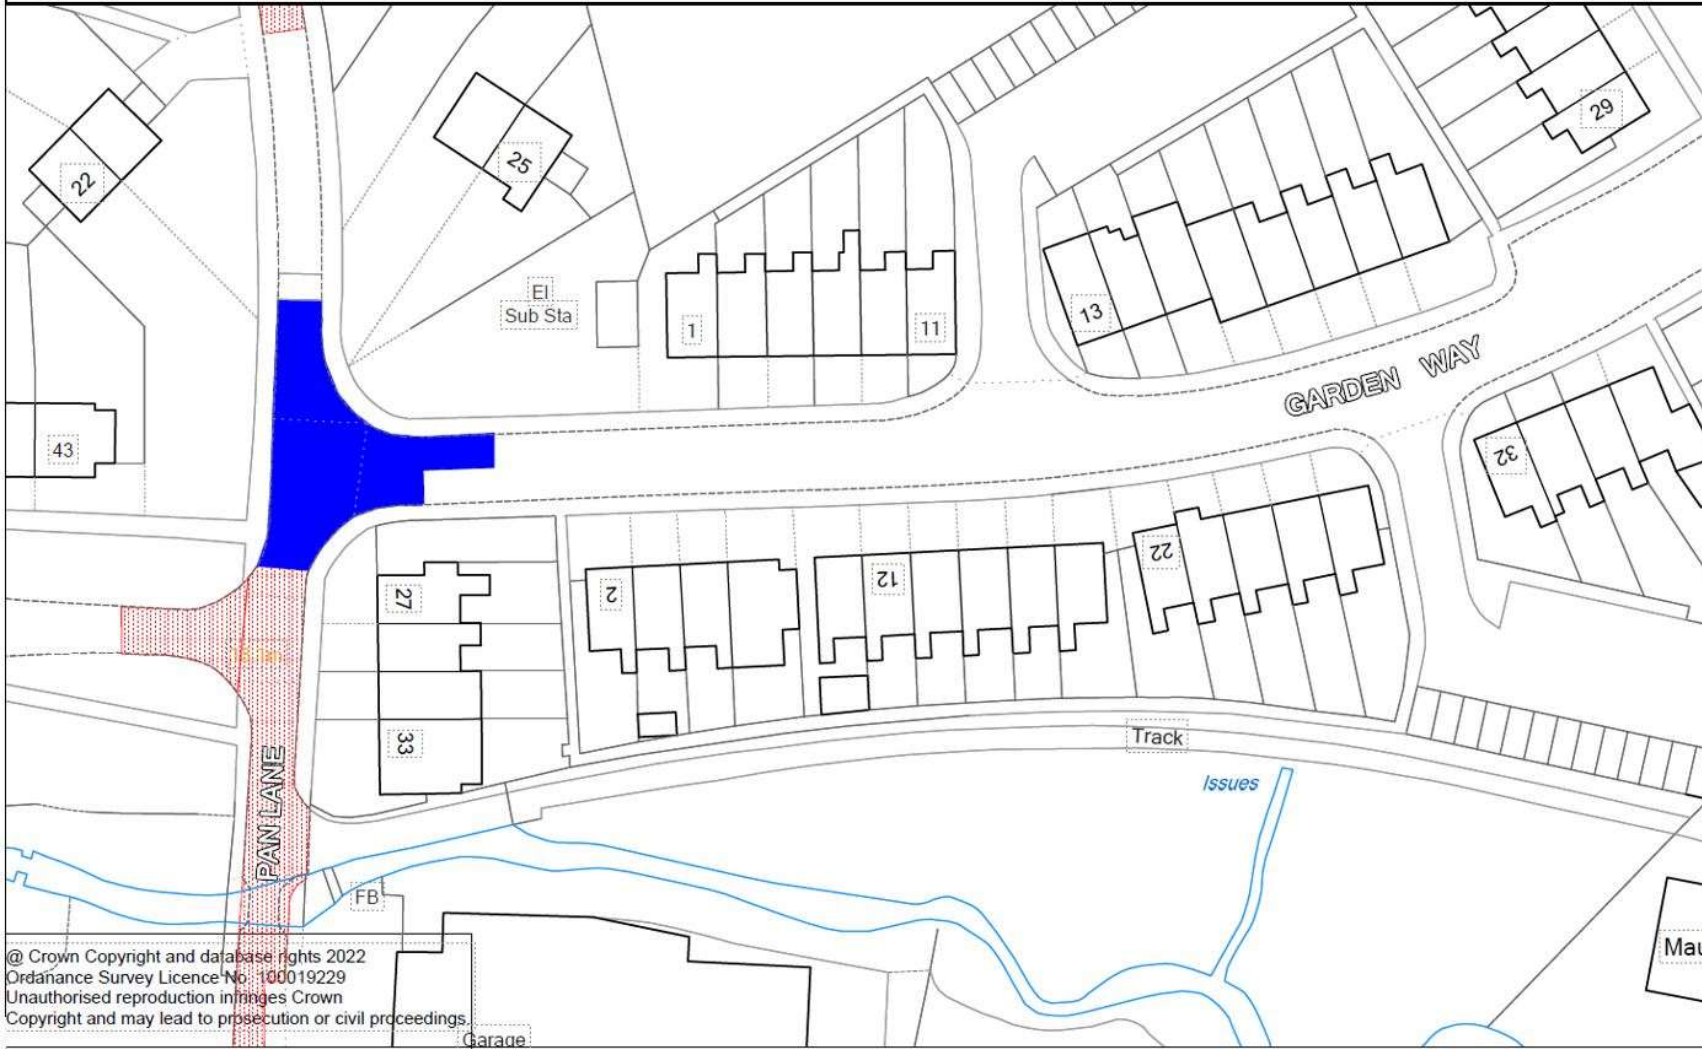 29
25
22
El
Sub Sta
1
11
13
GARDEN WAY
43
32
22
12
2
27
33
Track
Issues
PAN LANE
FB
Mau
@ Crown Copyright and database rights 2022
Ordanance Survey Licence No. 100019229
Unauthorised reproduction infringes Crown
Copyright and may lead to prosecution or civil proceedings.
Garage